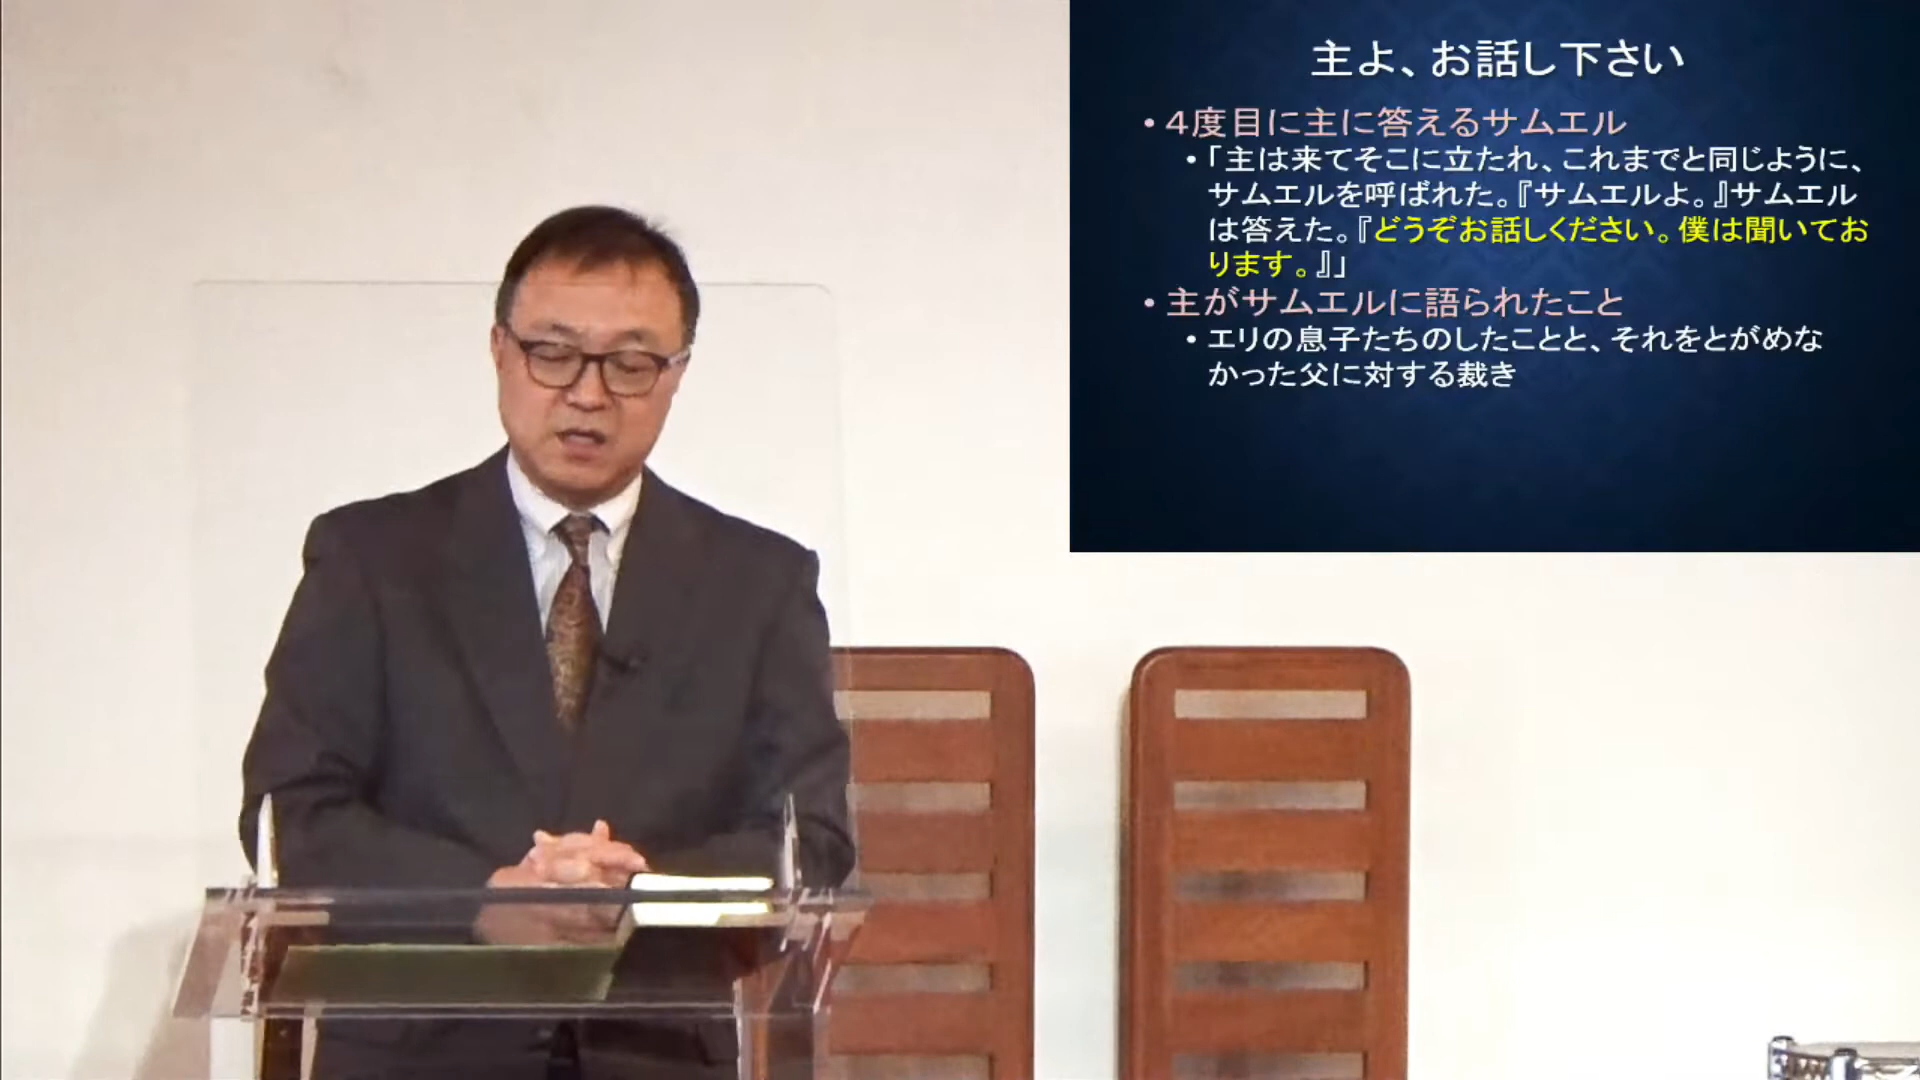 主よ、お話し下さい
• ４度目に主に答えるサムエル
• 「主は来てそこに立たれ、これまでと同じように、
サムエルを呼ばれた。『サムエルよ。』サムエル
は答えた。『どうぞお話しください。僕は聞いてお
ります。』」
• 主がサムエルに語られたこと
• エリの息子たちのしたことと、それをとがめな
かった父に対する裁き